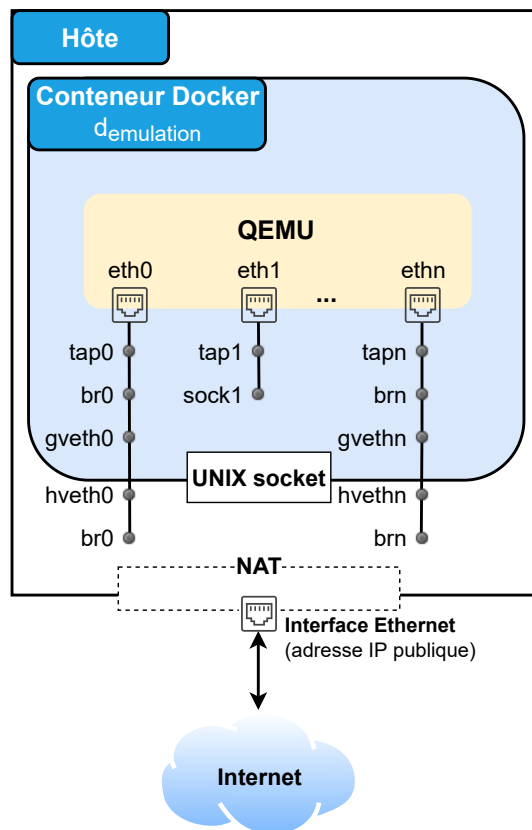 Hôte
Conteneur Docker
d_emulation
QEMU
eth0 eth1 ethn
...
tap0 tap1 tapn
br0 sock1 brn
gveth0 gvethn
UNIX socket
hveth0 hvethn
br0 brn
NAT
Interface Ethernet
(adresse IP publique)
Internet